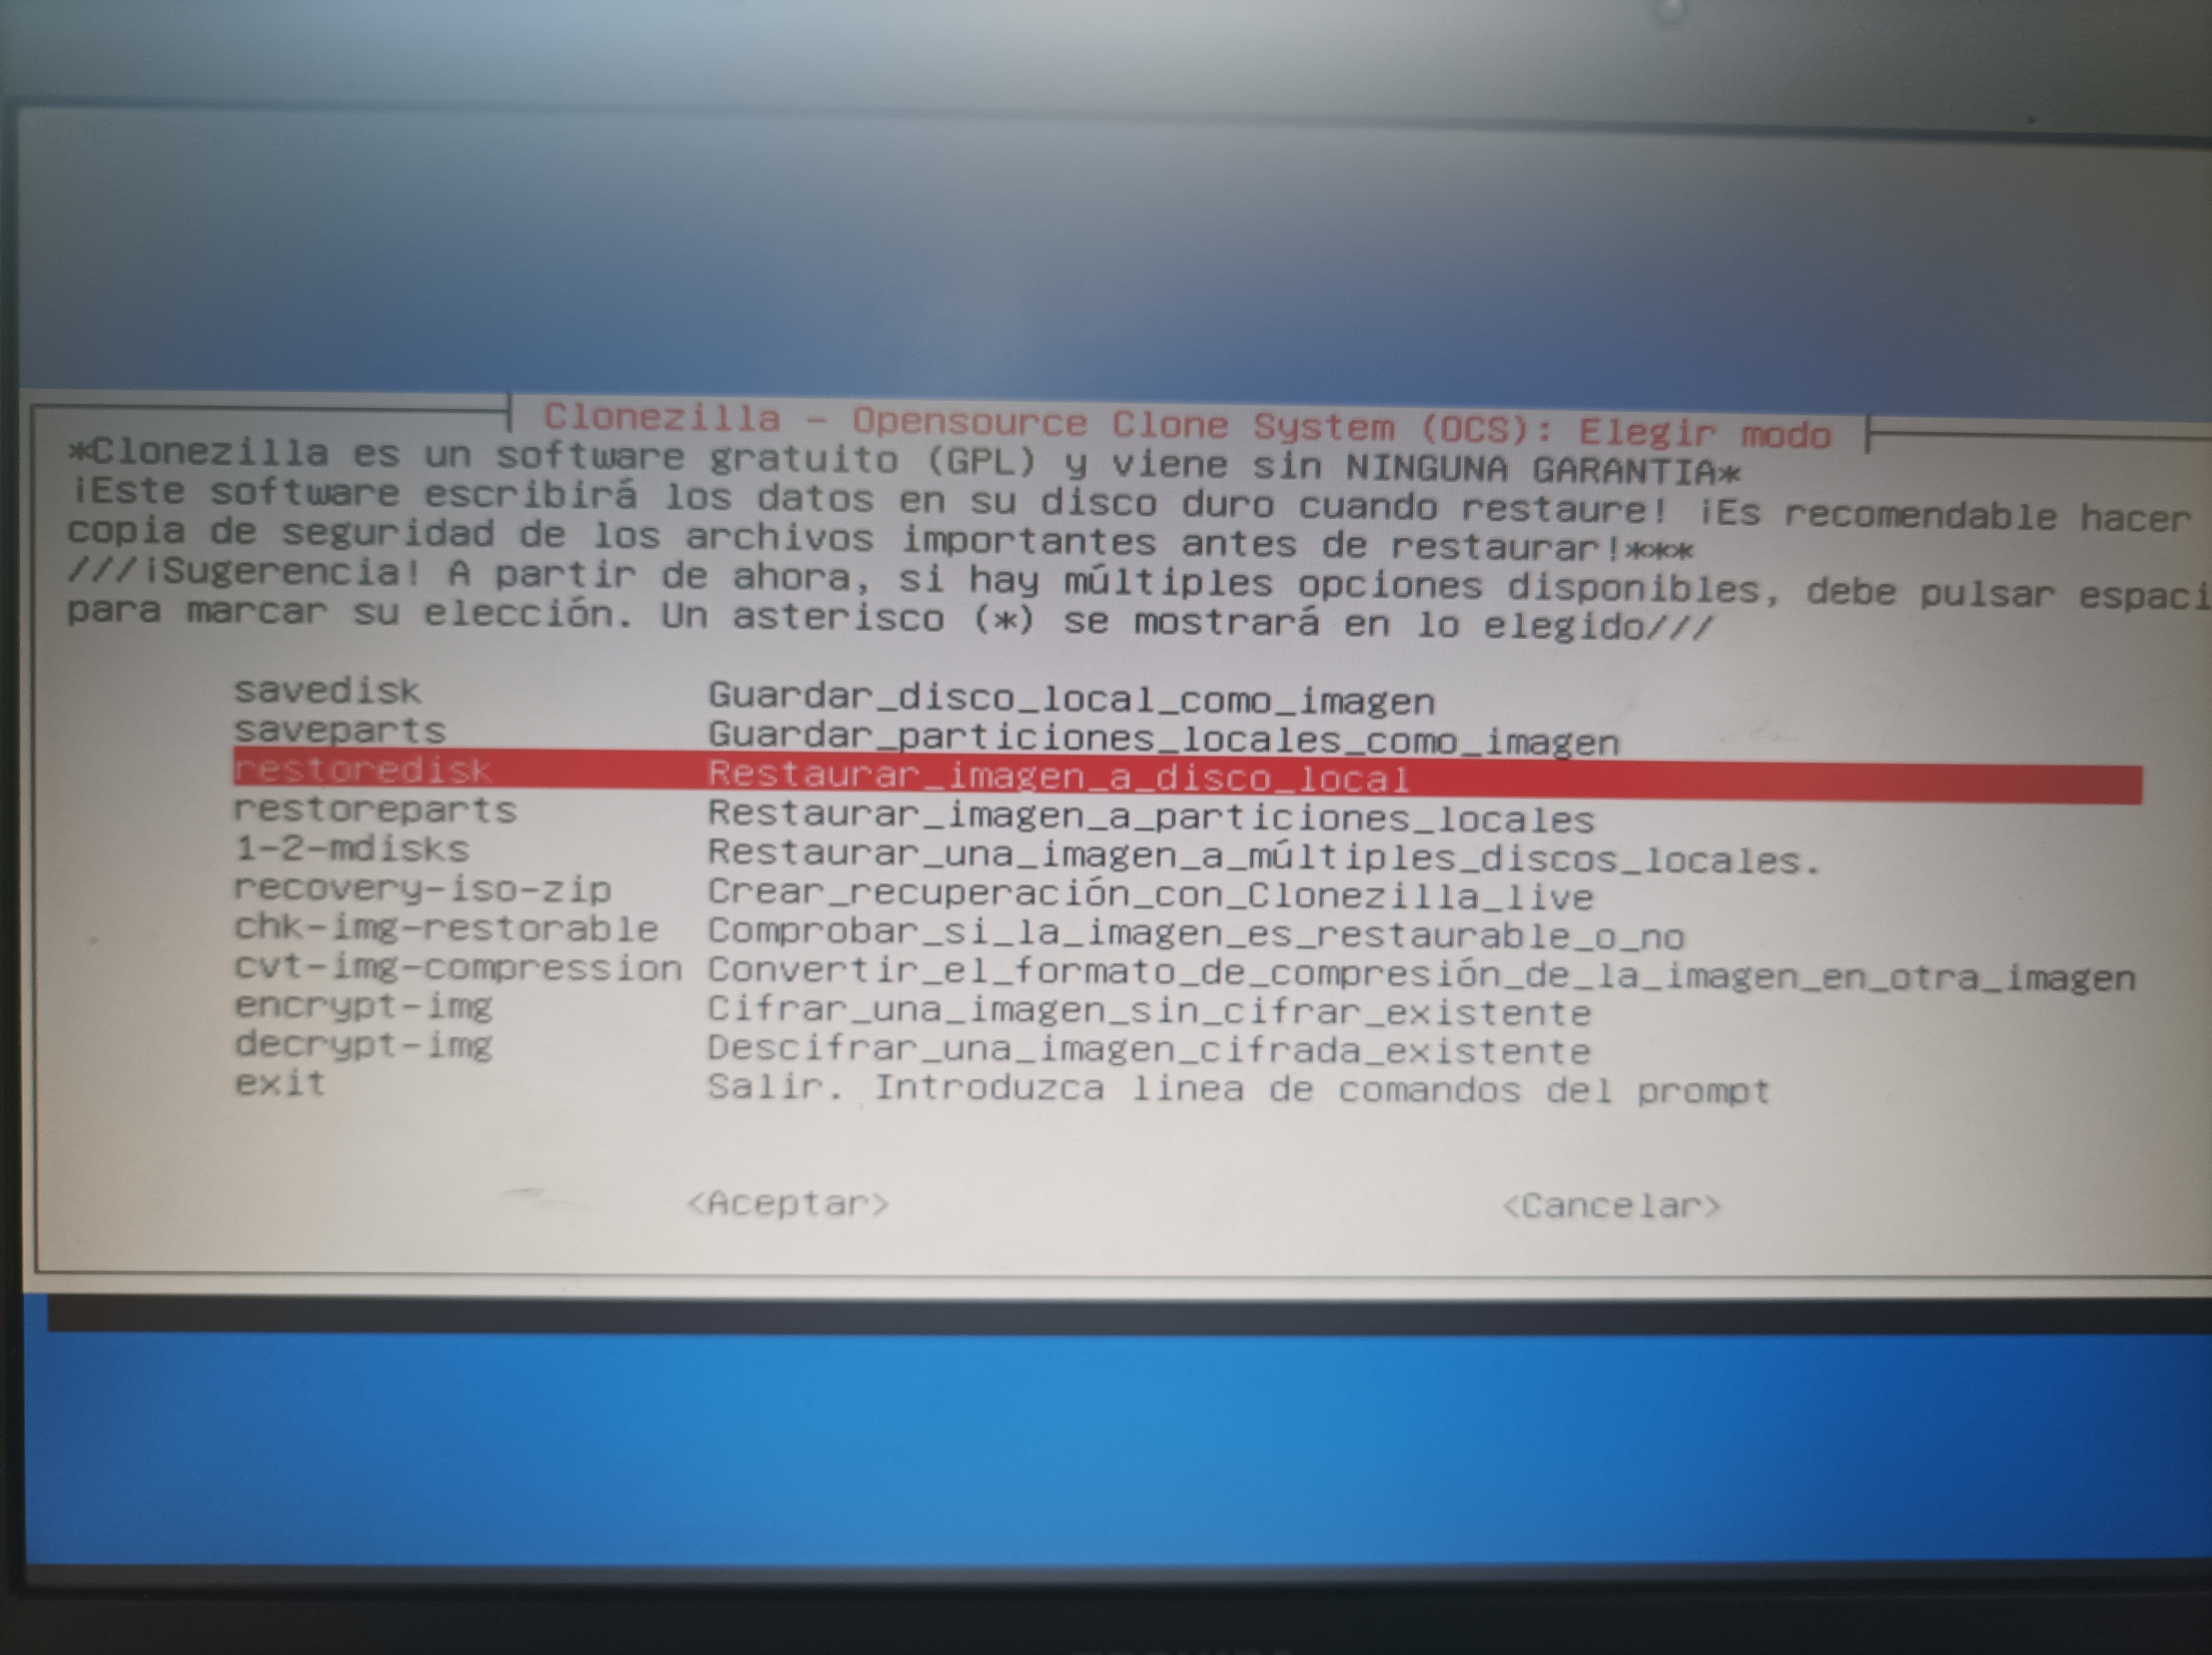 Clonezilla - Opensource Clone System (OCS): Elegir modo
*Clonezilla es un software gratuito (GPL) y viene sin NINGUNA GARANTIA*
¡Este software escribirá los datos en su disco duro cuando restaure! ¡Es recomendable hacer
copia de seguridad de los archivos importantes antes de restaurar!***
///¡Sugerencia! A partir de ahora, si hay múltiples opciones disponibles, debe pulsar espaci
para marcar su elección. Un asterisco (*) se mostrará en lo elegido///
savedisk Guardar_disco_local_como_imagen
saveparts Guardar_particiones_locales_como_imagen
restoredisk Restaurar_imagen_a_disco_local
restoreparts Restaurar_imagen_a_particiones_locales
1-2-mdisks Restaurar_una_imagen_a_múltiples_discos_locales.
recovery-iso-zip Crear_recuperación_con_Clonezilla_live
chk-img-restorable Comprobar_si_la_imagen_es_restaurable_o_no
cvt-img-compression Convertir_el_formato_de_compresión_de_la_imagen_en_otra_imagen
encrypt-img Cifrar_una_imagen_sin_cifrar_existente
decrypt-img Descifrar_una_imagen_cifrada_existente
exit Salir. Introduzca linea de comandos del prompt
<Aceptar> <Cancelar>